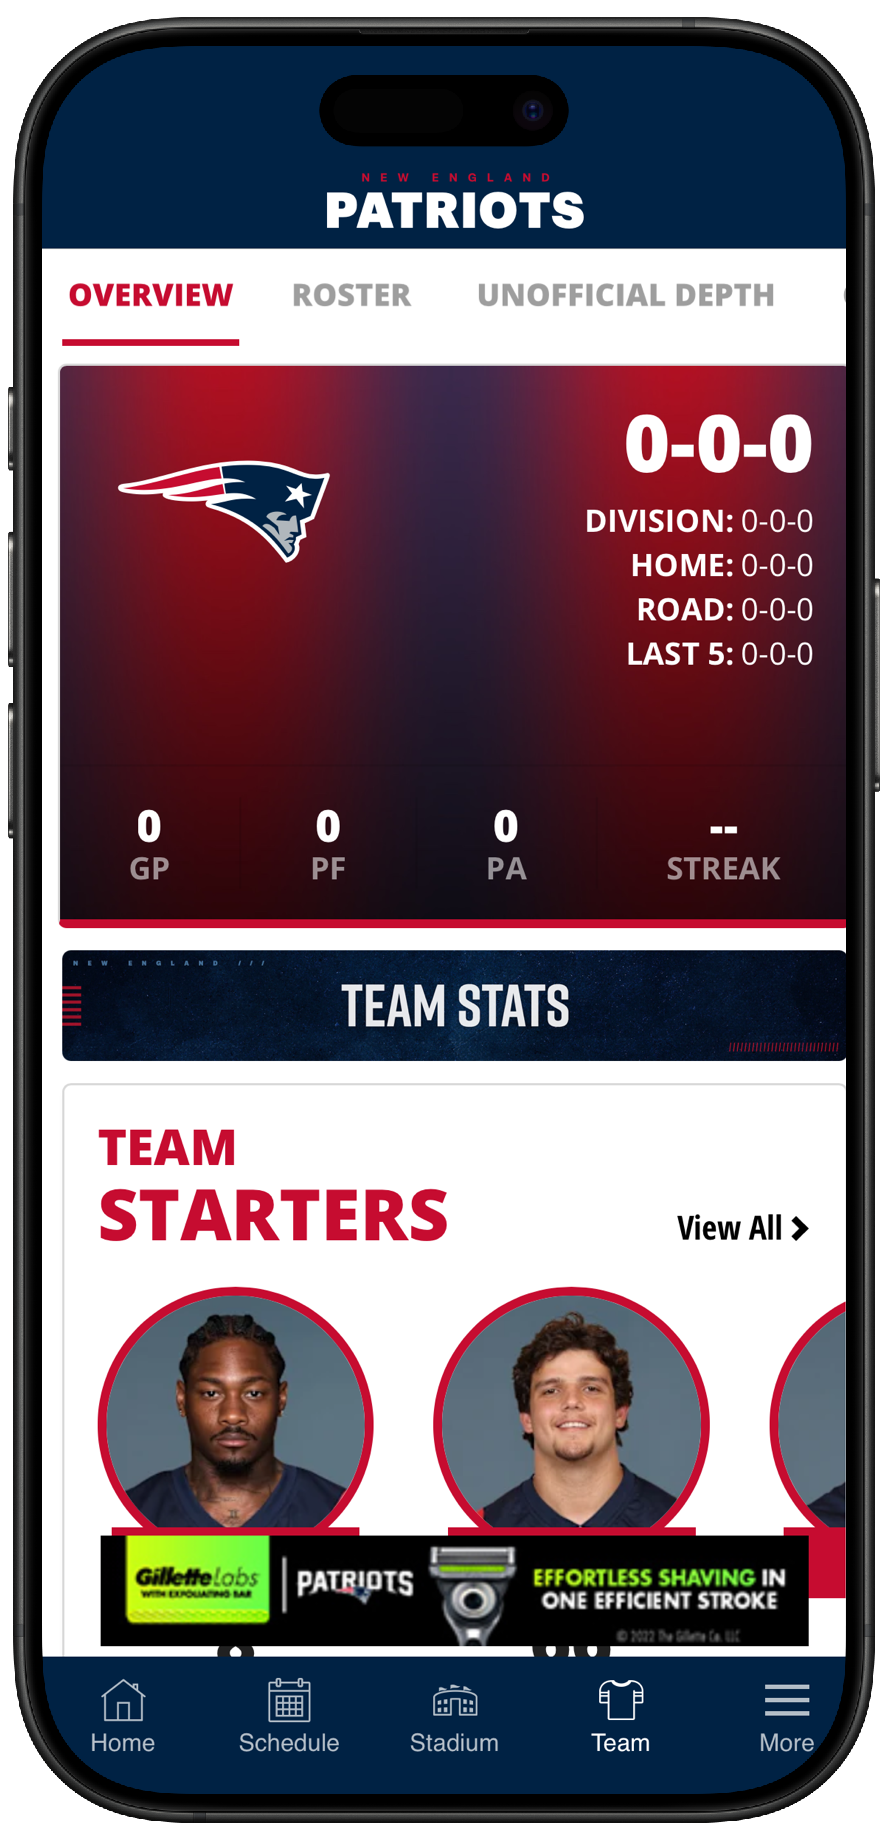 NEW ENGLAND
PATRIOTS
OVERVIEW ROSTER UNOFFICIAL DEPTH
0-0-0
DIVISION: 0-0-0
HOME: 0-0-0
ROAD: 0-0-0
LAST 5: 0-0-0
0 0 0 --
GP PF PA STREAK
NEW ENGLAND ///
TEAM STATS
TEAM
STARTERS
View All
GilletteLabs
WITH EXFOLIATING BAR
PATRIOTS
EFFORTLESS SHAVING IN
ONE EFFICIENT STROKE
© 2022 The Gillette Co. LLC
Home Schedule Stadium Team More